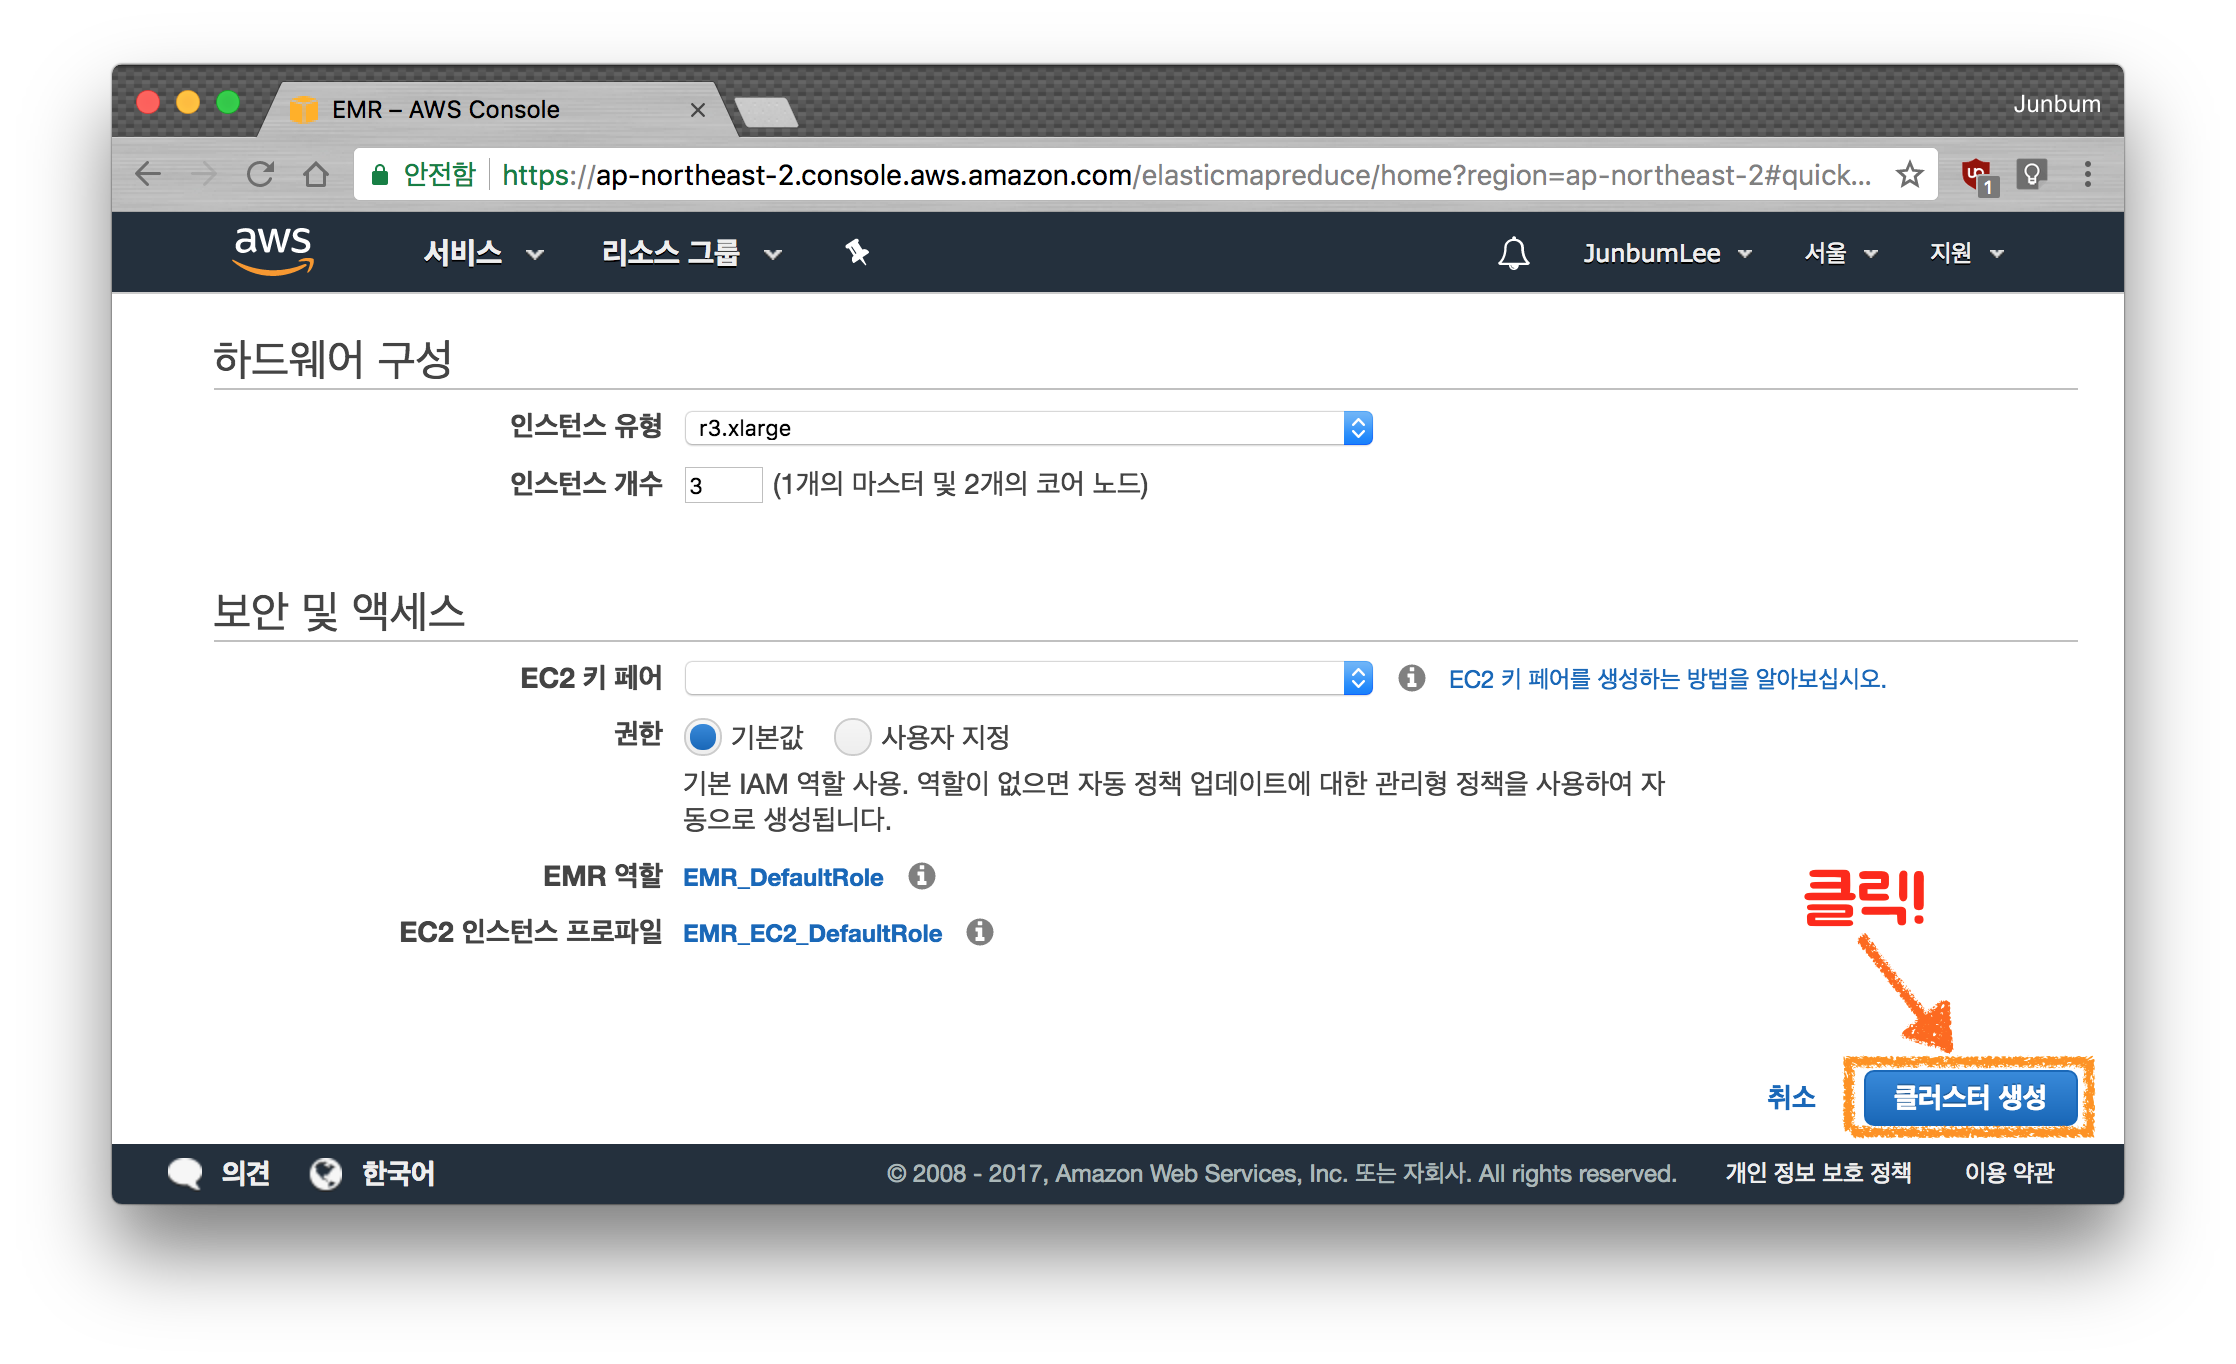 EMR – AWS Console
Junbum
안전함 https://ap-northeast-2.console.aws.amazon.com/elasticmapreduce/home?region=ap-northeast-2#quick...
1
aws 서비스 리소스 그룹 JunbumLee 서울 지원
하드웨어 구성
인스턴스 유형 r3.xlarge
인스턴스 개수 3 (1개의 마스터 및 2개의 코어 노드)
보안 및 액세스
EC2 키 페어 EC2 키 페어를 생성하는 방법을 알아보십시오.
권한 기본값 사용자 지정
기본 IAM 역할 사용. 역할이 없으면 자동 정책 업데이트에 대한 관리형 정책을 사용하여 자
동으로 생성됩니다.
EMR 역할 EMR_DefaultRole
EC2 인스턴스 프로파일 EMR_EC2_DefaultRole
클릭!
취소 클러스터 생성
의견 한국어 © 2008 - 2017, Amazon Web Services, Inc. 또는 자회사. All rights reserved. 개인 정보 보호 정책 이용 약관